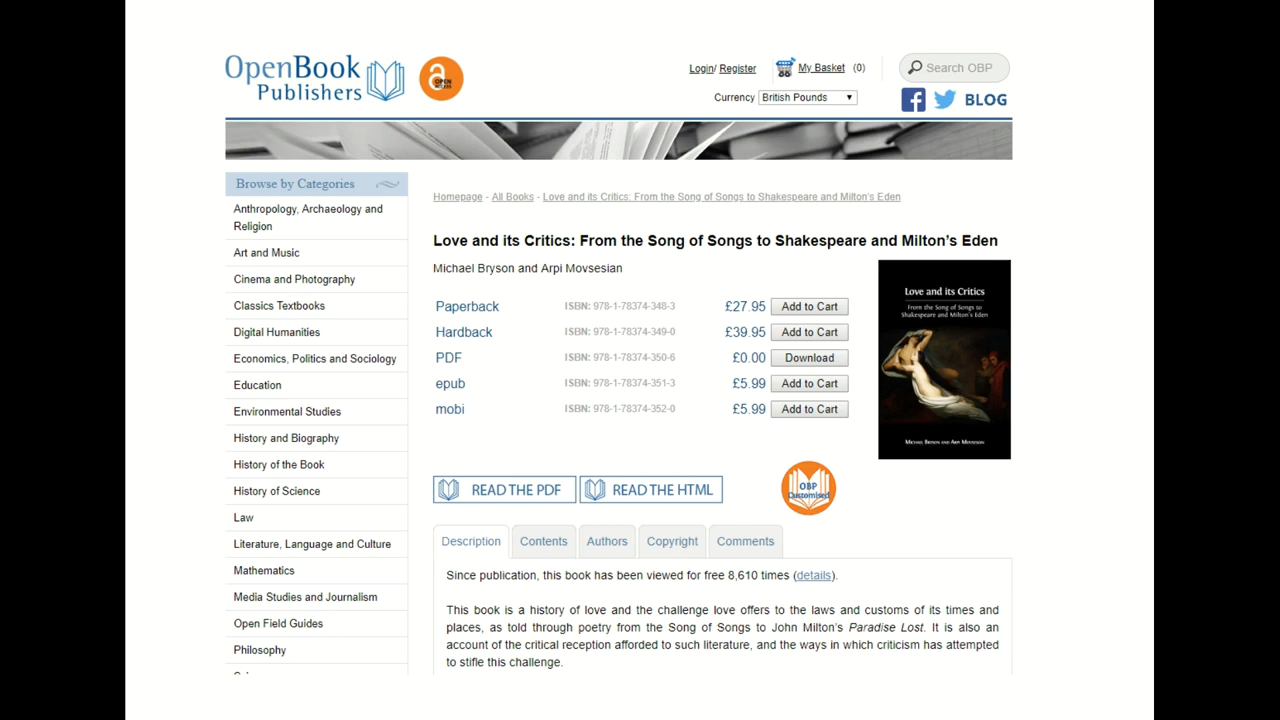 OpenBook
Publishers
OPEN
ACCESS
Login/ Register
My Basket (0)
Search OBP
Currency British Pounds
BLOG
Browse by Categories
Anthropology, Archaeology and
Religion
Art and Music
Cinema and Photography
Classics Textbooks
Digital Humanities
Economics, Politics and Sociology
Education
Environmental Studies
History and Biography
History of the Book
History of Science
Law
Literature, Language and Culture
Mathematics
Media Studies and Journalism
Open Field Guides
Philosophy
Homepage - All Books - Love and its Critics: From the Song of Songs to Shakespeare and Milton's Eden
Love and its Critics: From the Song of Songs to Shakespeare and Milton's Eden
Michael Bryson and Arpi Movsesian
Paperback ISBN: 978-1-78374-348-3 £27.95 Add to Cart
Hardback ISBN: 978-1-78374-349-0 £39.95 Add to Cart
PDF ISBN: 978-1-78374-350-6 £0.00 Download
epub ISBN: 978-1-78374-351-3 £5.99 Add to Cart
mobi ISBN: 978-1-78374-352-0 £5.99 Add to Cart
Love and its Critics
From the Song of Songs to
Shakespeare and Milton's Eden
Michael Bryson and Arpi Movsesian
READ THE PDF READ THE HTML
OBP
Customised
Description Contents Authors Copyright Comments
Since publication, this book has been viewed for free 8,610 times (details).
This book is a history of love and the challenge love offers to the laws and customs of its times and
places, as told through poetry from the Song of Songs to John Milton's Paradise Lost. It is also an
account of the critical reception afforded to such literature, and the ways in which criticism has attempted
to stifle this challenge.